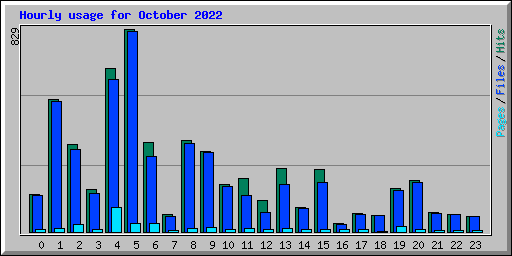 Hourly usage for October 2022
829
Pages / Files / Hits
0 1 2 3 4 5 6 7 8 9 10 11 12 13 14 15 16 17 18 19 20 21 22 23